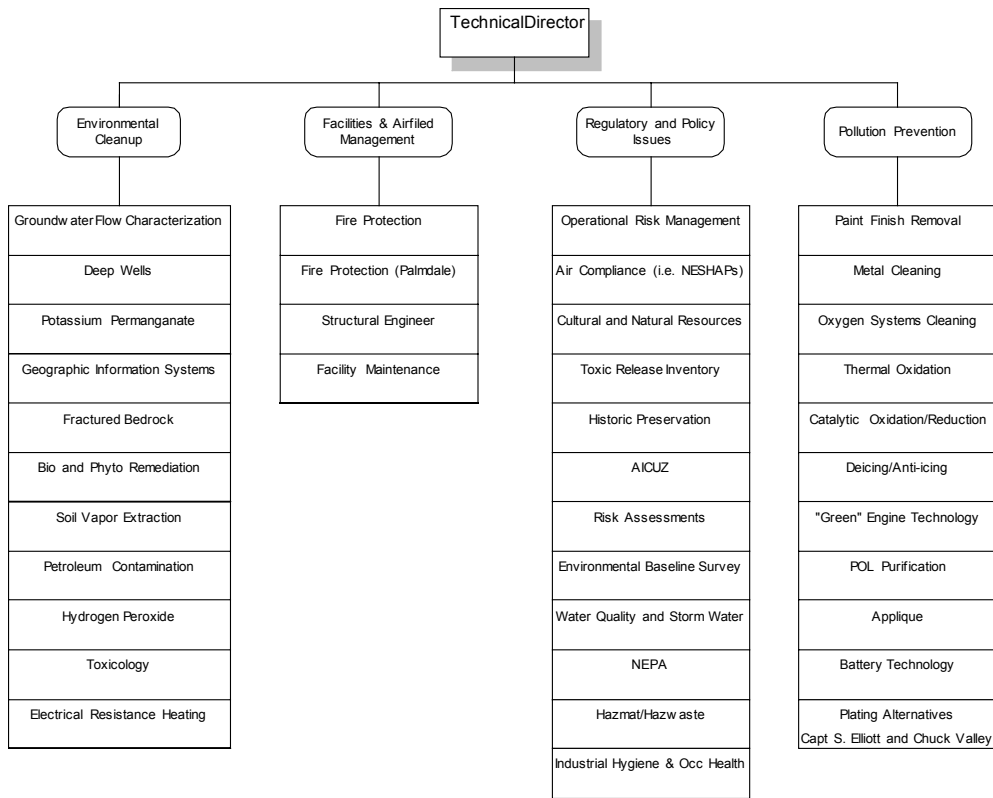 TechnicalDirector
Environmental
Cleanup
Facilities & Airfiled
Management
Regulatory and Policy
Issues
Pollution Prevention
Groundwater Flow Characterization
Deep Wells
Potassium Permanganate
Geographic Information Systems
Fractured Bedrock
Bio and Phyto Remediation
Soil Vapor Extraction
Petroleum Contamination
Hydrogen Peroxide
Toxicology
Electrical Resistance Heating
Fire Protection
Fire Protection (Palmdale)
Structural Engineer
Facility Maintenance
Operational Risk Management
Air Compliance (i.e. NESHAPs)
Cultural and Natural Resources
Toxic Release Inventory
Historic Preservation
AICUZ
Risk Assessments
Environmental Baseline Survey
Water Quality and Storm Water
NEPA
Hazmat/Hazwaste
Industrial Hygiene & Occ Health
Paint Finish Removal
Metal Cleaning
Oxygen Systems Cleaning
Thermal Oxidation
Catalytic Oxidation/Reduction
Deicing/Anti-icing
"Green" Engine Technology
POL Purification
Applique
Battery Technology
Plating Alternatives
Capt S. Elliott and Chuck Valley